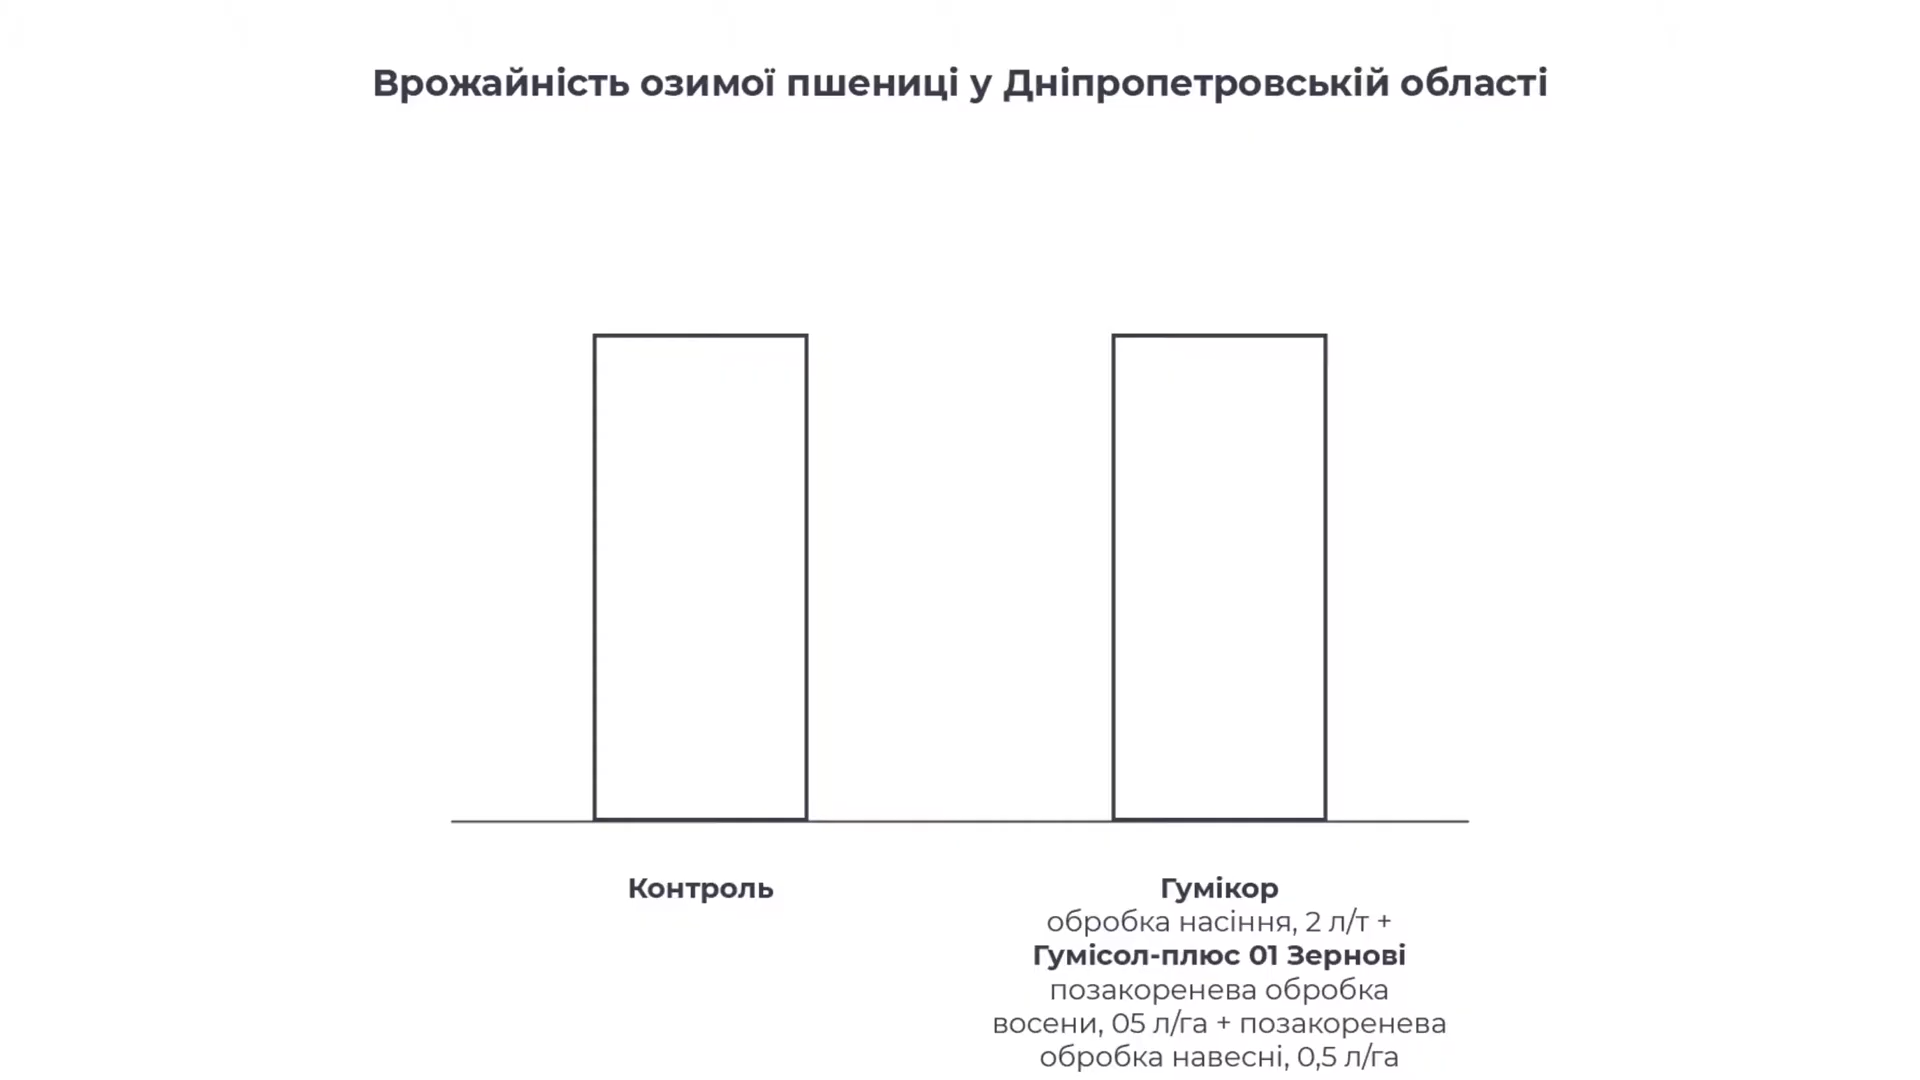 Врожайність озимої пшениці у Дніпропетровській області
Контроль
Гумікор
обробка насіння, 2 л/т +
Гумісол-плюс 01 Зернові
позакоренева обробка
восени, 05 л/га + позакоренева
обробка навесні, 0,5 л/га